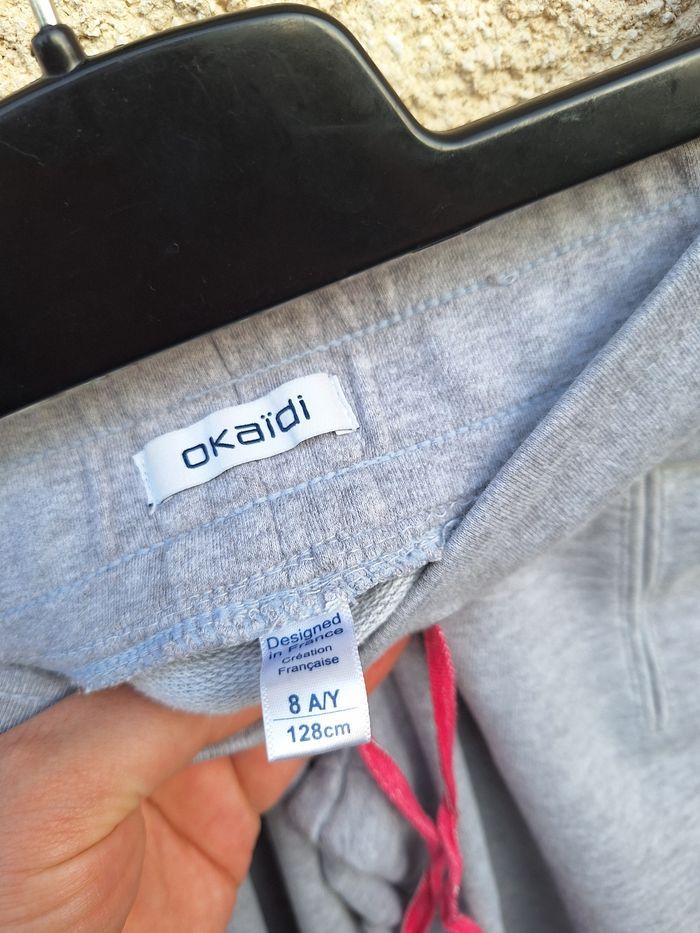 okaïdi
Designed
in France
Création
Française
8 A/Y
128cm